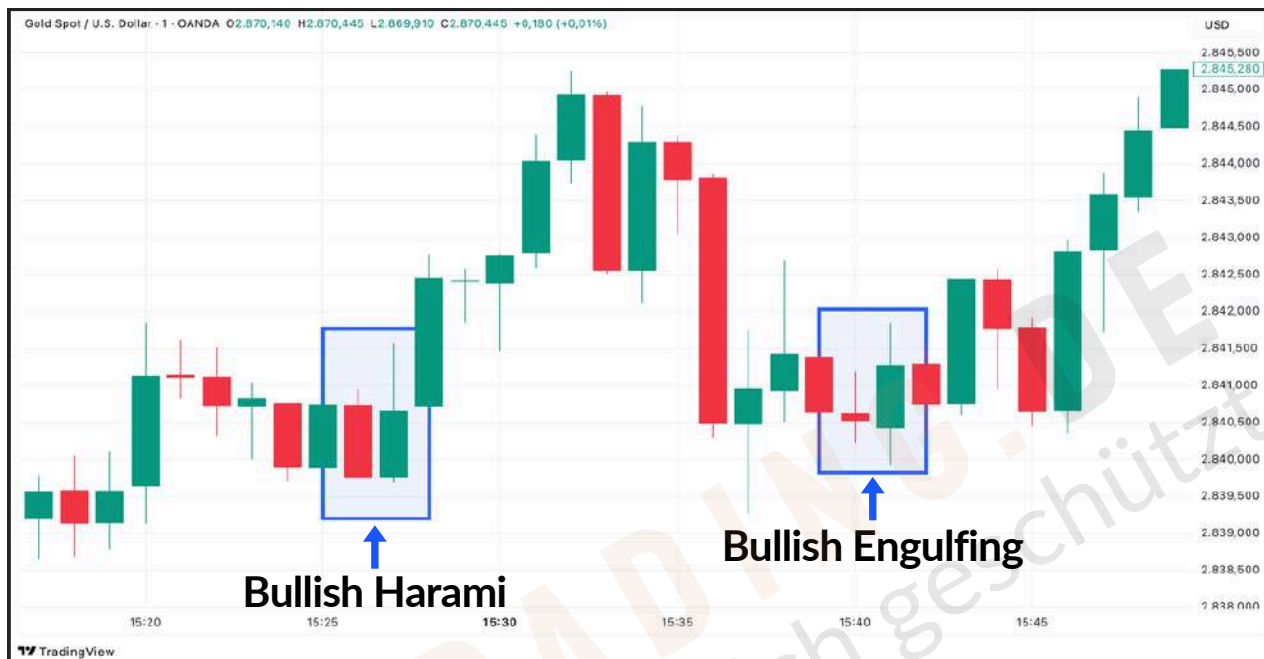 Gold Spot / U.S. Dollar · 1 · OANDA O2.870,140 H2.870,445 L2.869,910 C2.870,445 +0,180 (+0,01%)
USD
2.845,500
2.845,280
2.845,000
2.844,500
2.844,000
2.843,500
2.843,000
2.842,500
2.842,000
2.841,500
2.841,000
2.840,500
2.840,000
2.839,500
2.839,000
2.838,500
2.838,000
Bullish Harami
Bullish Engulfing
15:20 15:25 15:30 15:35 15:40 15:45
TradingView
RADING.DE
geschützt